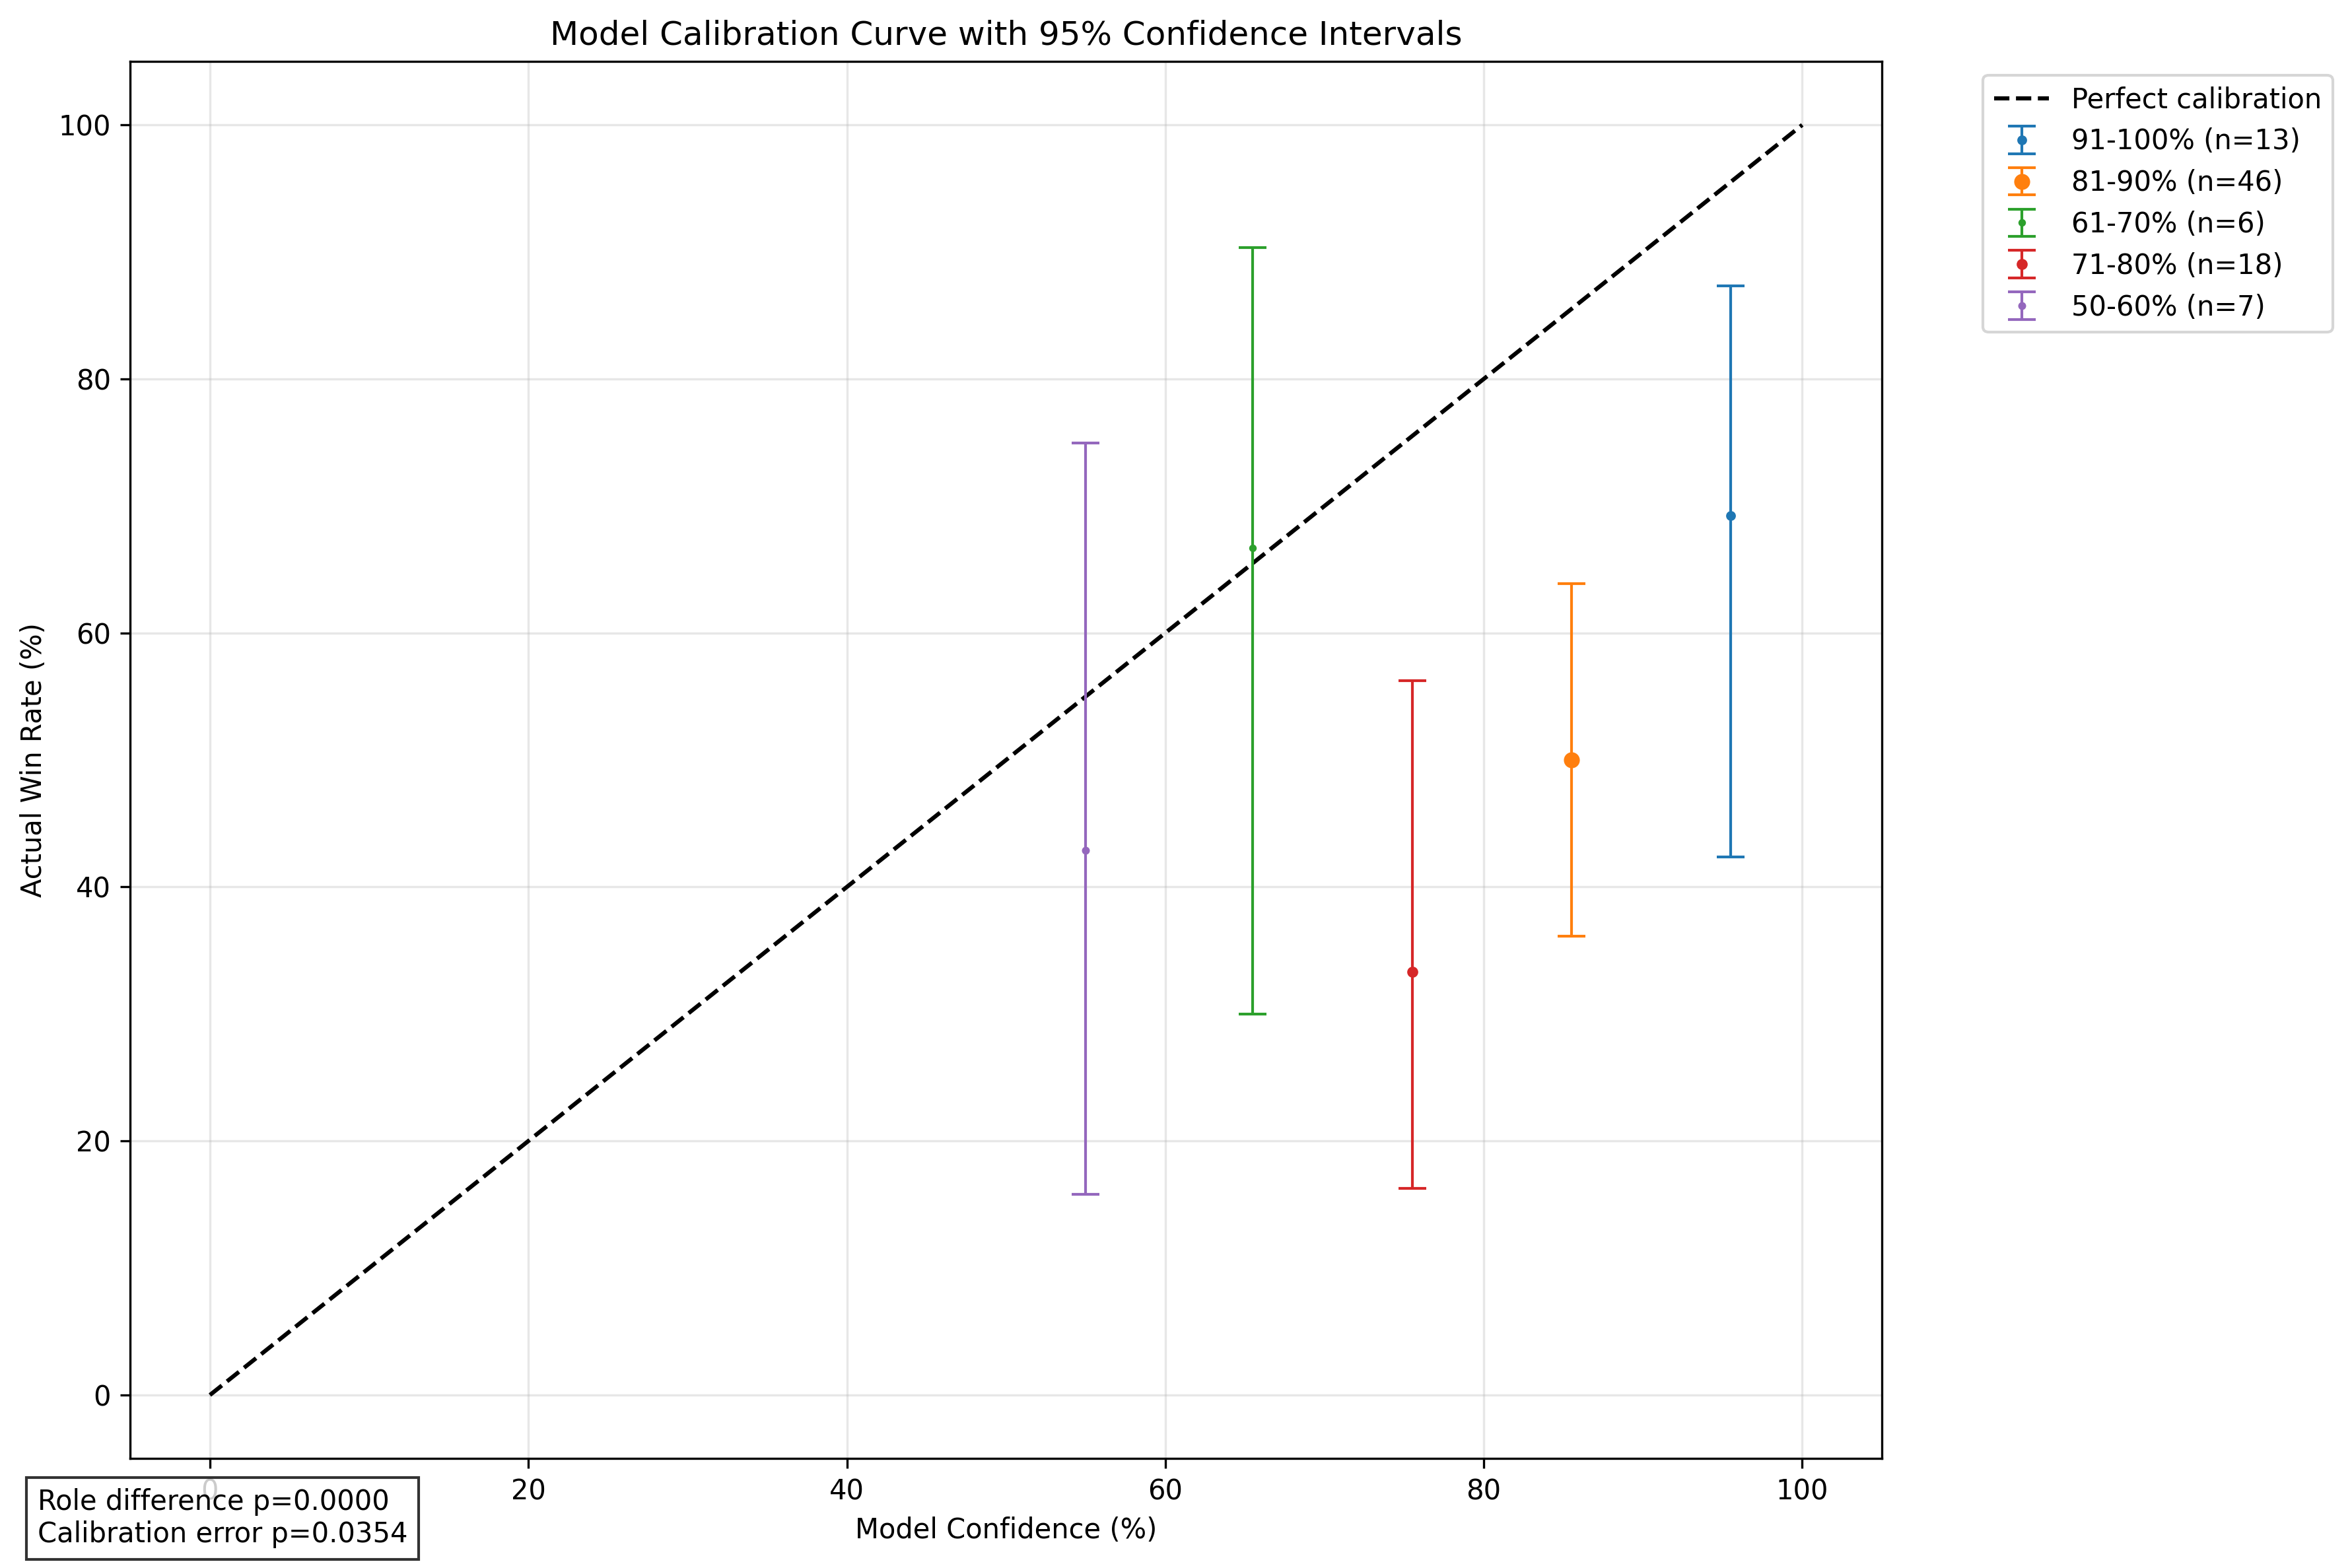 Model Calibration Curve with 95% Confidence Intervals
Perfect calibration
91-100% (n=13)
81-90% (n=46)
61-70% (n=6)
71-80% (n=18)
50-60% (n=7)
Actual Win Rate (%)
100
80
60
40
20
0
0
20
40
60
80
100
Model Confidence (%)
Role difference p=0.0000
Calibration error p=0.0354